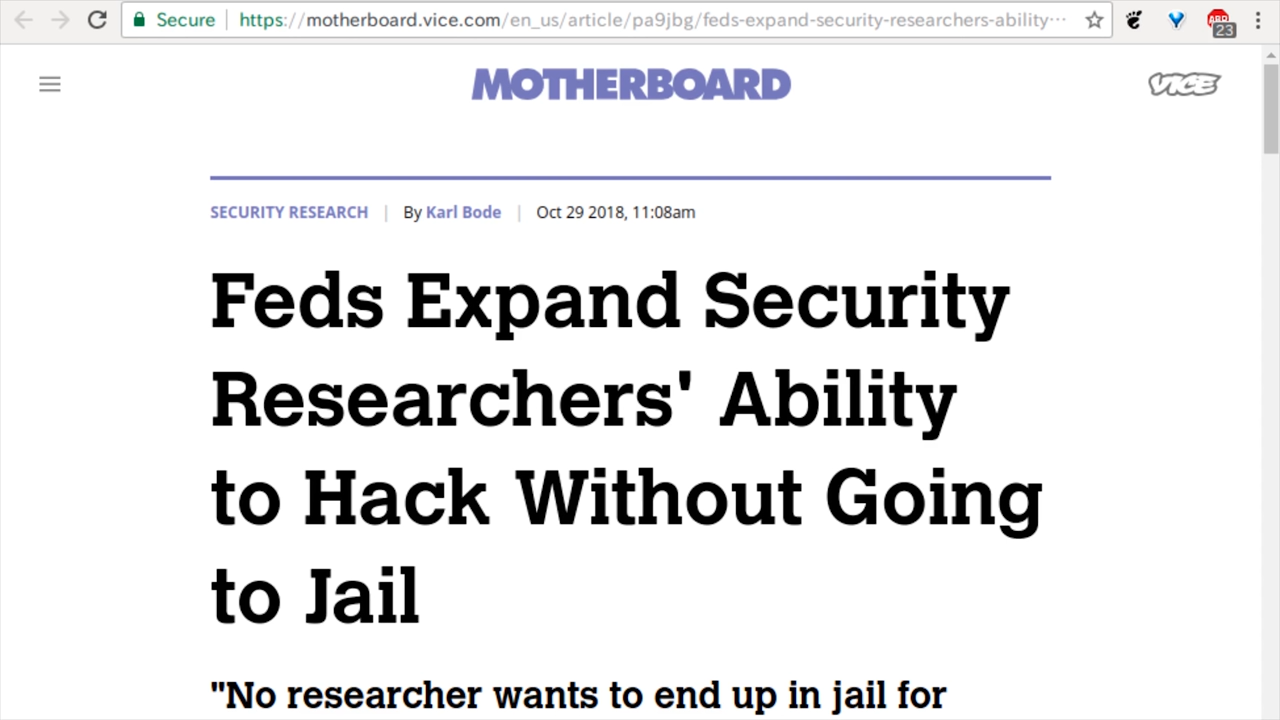 Secure | https://motherboard.vice.com/en_us/article/pa9jbg/feds-expand-security-researchers-ability…
ABP
23
MOTHERBOARD
VICE
SECURITY RESEARCH | By Karl Bode | Oct 29 2018, 11:08am
Feds Expand Security
Researchers' Ability
to Hack Without Going
to Jail
"No researcher wants to end up in jail for